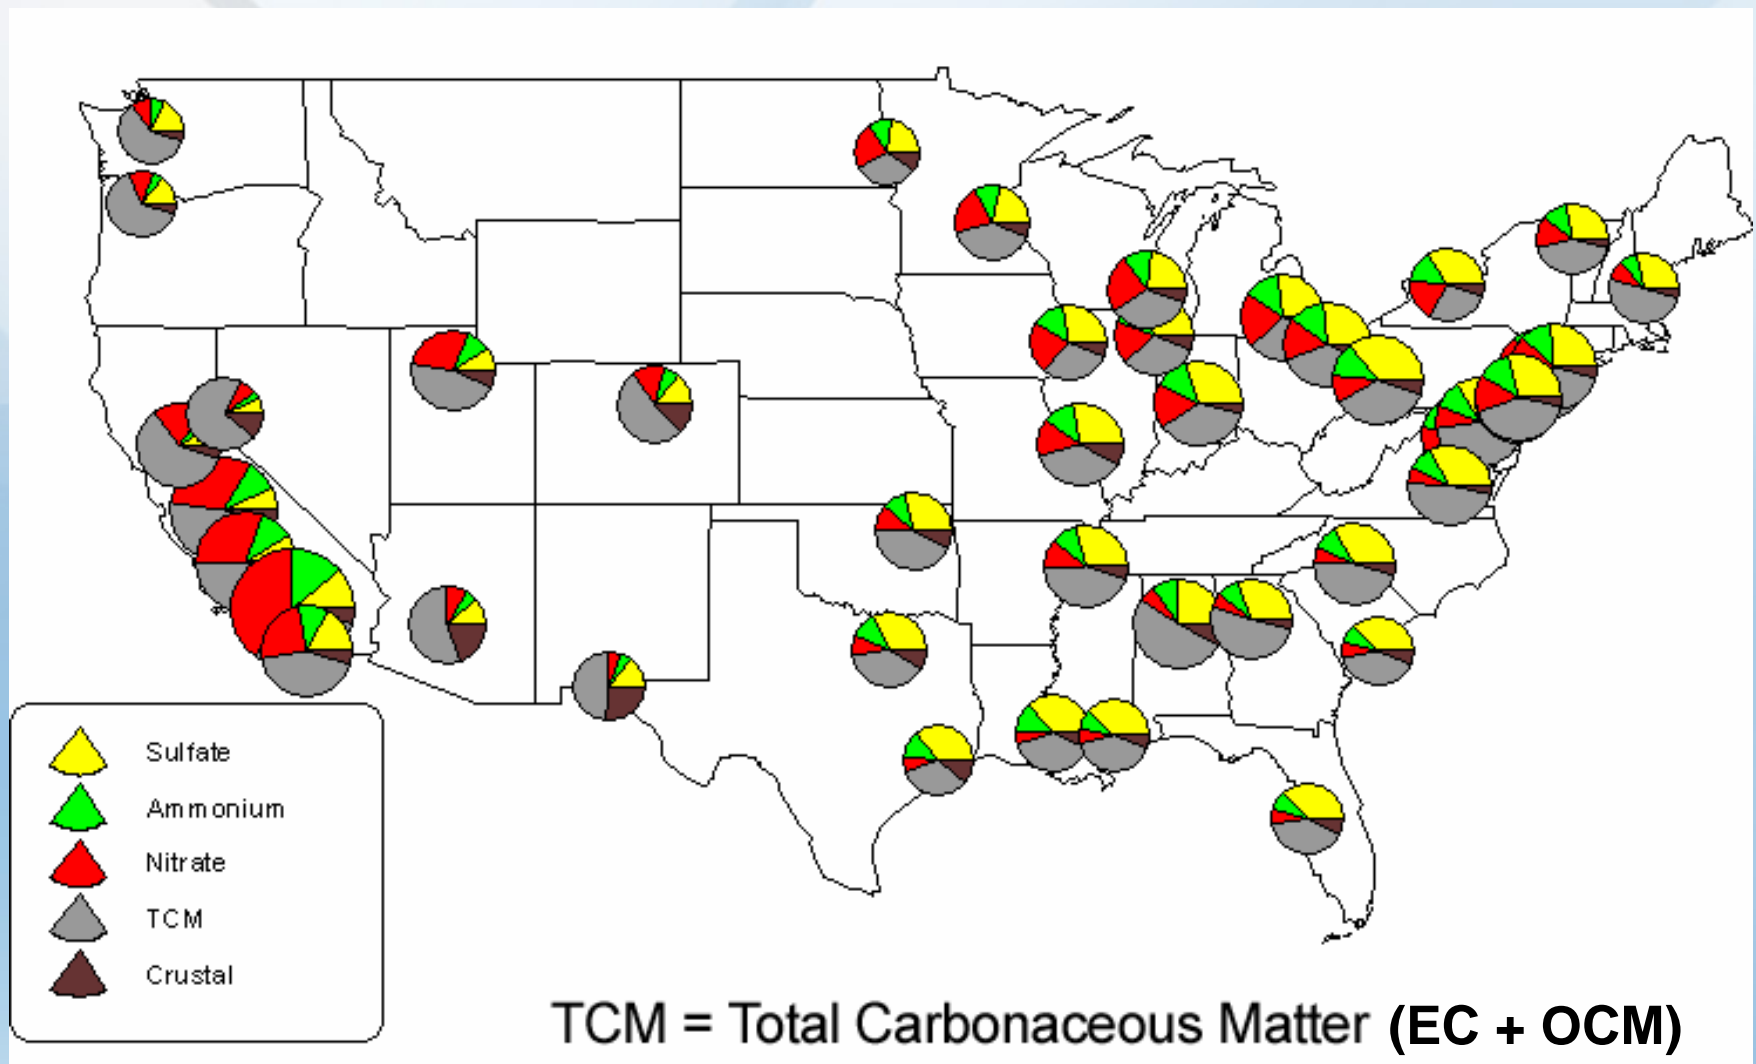 Sulfate
Ammonium
Nitrate
TCM
Crustal
TCM = Total Carbonaceous Matter (EC + OCM)